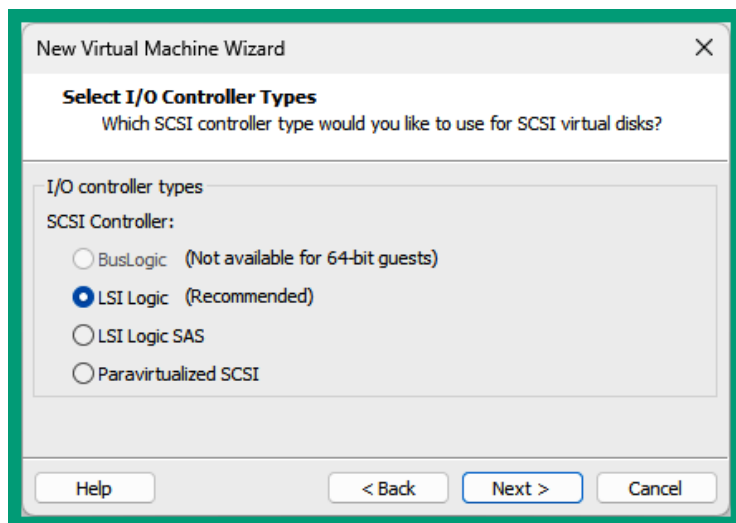 New Virtual Machine Wizard
Select I/O Controller Types
Which SCSI controller type would you like to use for SCSI virtual disks?
I/O controller types
SCSI Controller:
BusLogic (Not available for 64-bit guests)
LSI Logic (Recommended)
LSI Logic SAS
Paravirtualized SCSI
Help < Back Next > Cancel